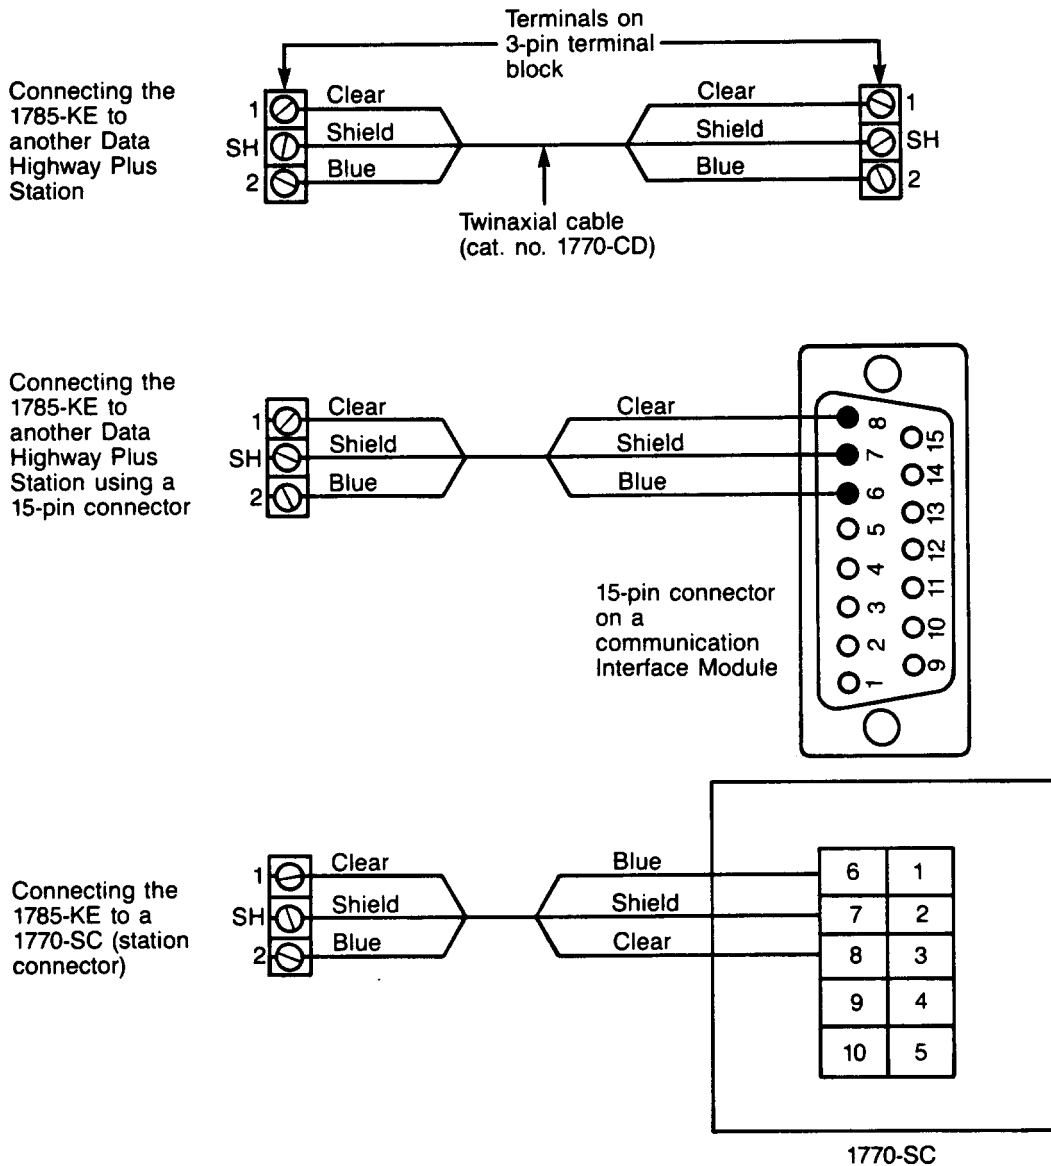 Terminals on
3-pin terminal
block
Connecting the
1785-KE to
another Data
Highway Plus
Station
1 Clear Clear 1
SH Shield Shield SH
2 Blue Blue 2
Twinaxial cable
(cat. no. 1770-CD)
Connecting the
1785-KE to
another Data
Highway Plus
Station using a
15-pin connector
1 Clear Clear 8
SH Shield Shield 7
2 Blue Blue 6
5
4
3
2
1
15
14
13
12
11
10
9
15-pin connector
on a
communication
Interface Module
Connecting the
1785-KE to a
1770-SC (station
connector)
1 Clear Blue 6 1
SH Shield Shield 7 2
2 Blue Clear 8 3
9 4
10 5
1770-SC